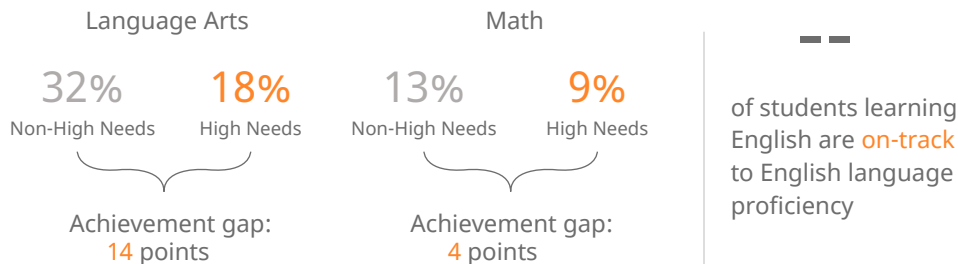 Language Arts
32% 18%
Non-High Needs High Needs
Achievement gap:
14 points
Math
13% 9%
Non-High Needs High Needs
Achievement gap:
4 points
--
of students learning
English are on-track
to English language
proficiency